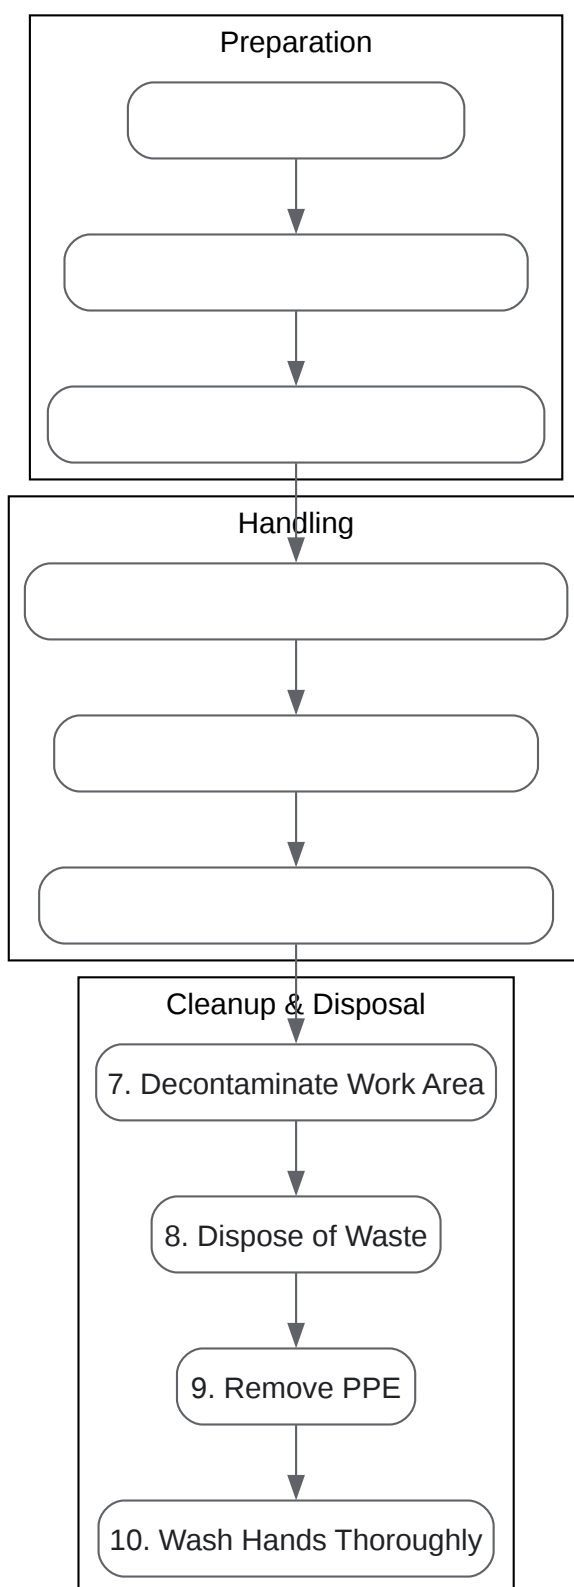 Preparation
Handling
Cleanup & Disposal
7. Decontaminate Work Area
8. Dispose of Waste
9. Remove PPE
10. Wash Hands Thoroughly